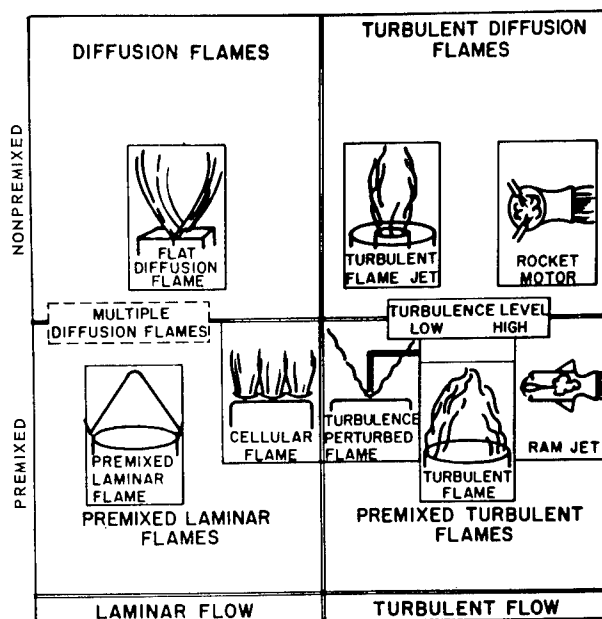 DIFFUSION FLAMES
TURBULENT DIFFUSION
FLAMES
NONPREMIXED
FLAT
DIFFUSION
FLAME
TURBULENT
FLAME JET
ROCKET
MOTOR
MULTIPLE
DIFFUSION FLAMES
TURBULENCE LEVEL
LOW HIGH
PREMIXED
PREMIXED
LAMINAR
FLAME
CELLULAR
FLAME
TURBULENCE
PERTURBED
FLAME
TURBULENT
FLAME
RAM JET
PREMIXED LAMINAR
FLAMES
PREMIXED TURBULENT
FLAMES
LAMINAR FLOW
TURBULENT FLOW